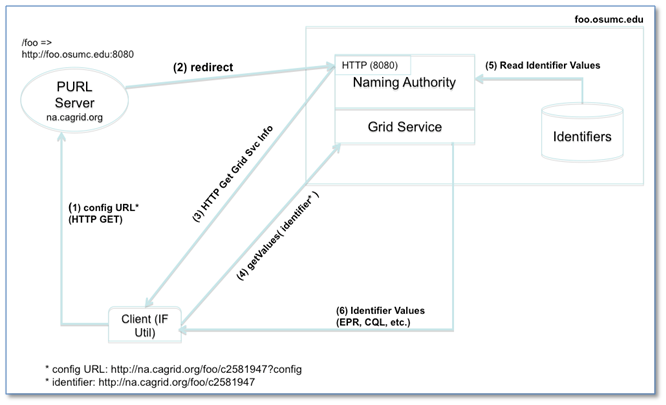 foo.osumc.edu
/foo =>
http://foo.osumc.edu:8080
(2) redirect
HTTP (8080)
Naming Authority
(5) Read Identifier Values
PURL
Server
na.cagrid.org
Grid Service
Identifiers
(3) HTTP Get Grid Svc Info
(1) config URL*
(HTTP GET)
(4) getValues( identifier* )
Client (IF
Util)
(6) Identifier Values
(EPR, CQL, etc.)
* config URL: http://na.cagrid.org/foo/c2581947?config
* identifier: http://na.cagrid.org/foo/c2581947